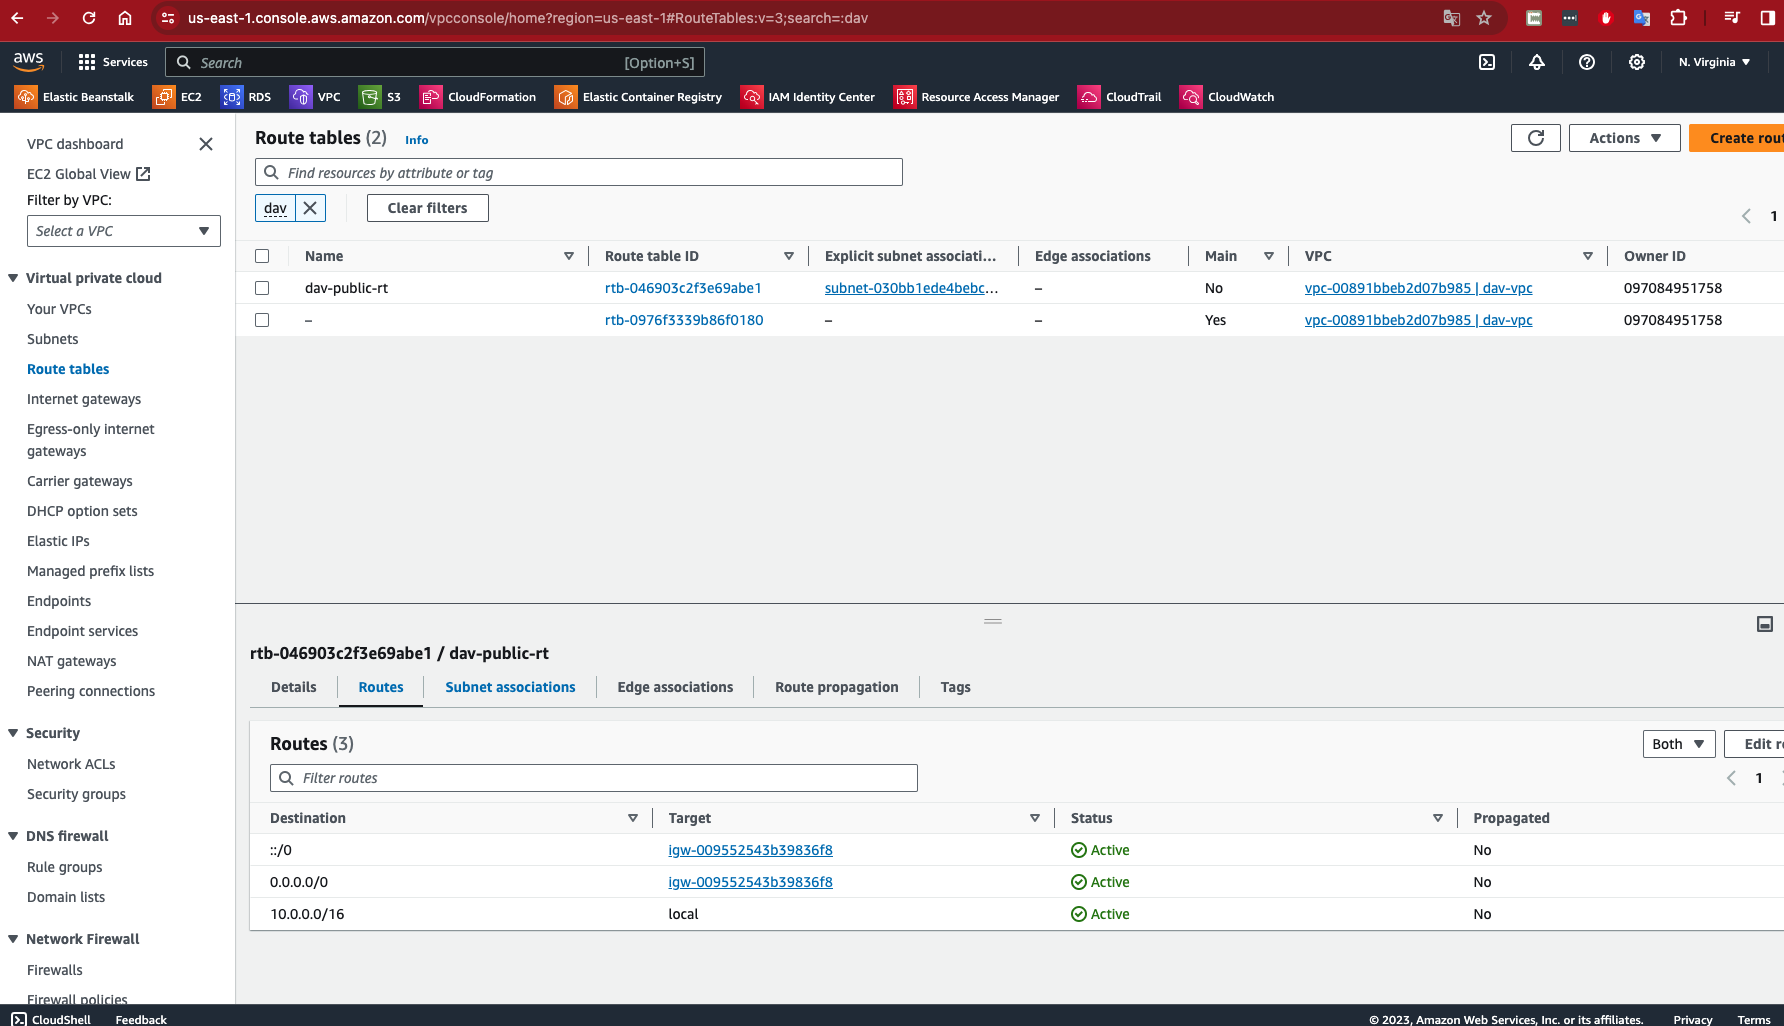 us-east-1.console.aws.amazon.com/vpcconsole/home?region=us-east-1#RouteTables:v=3;search=:dav
aws
Services
Search
[Option+S]
N. Virginia
Elastic Beanstalk
EC2
RDS
VPC
S3
CloudFormation
Elastic Container Registry
IAM Identity Center
Resource Access Manager
CloudTrail
CloudWatch
VPC dashboard
EC2 Global View
Filter by VPC:
Select a VPC
Virtual private cloud
Your VPCs
Subnets
Route tables
Internet gateways
Egress-only internet
gateways
Carrier gateways
DHCP option sets
Elastic IPs
Managed prefix lists
Endpoints
Endpoint services
NAT gateways
Peering connections
Security
Network ACLs
Security groups
DNS firewall
Rule groups
Domain lists
Network Firewall
Firewalls
Firewall policies
Route tables (2) Info
Actions
Create rout
Find resources by attribute or tag
dav
Clear filters
1
Name Route table ID Explicit subnet associati... Edge associations Main VPC Owner ID
dav-public-rt rtb-046903c2f3e69abe1 subnet-030bb1ede4bebc... – No vpc-00891bbeb2d07b985 | dav-vpc 097084951758
– rtb-0976f3339b86f0180 – – Yes vpc-00891bbeb2d07b985 | dav-vpc 097084951758
rtb-046903c2f3e69abe1 / dav-public-rt
Details Routes Subnet associations Edge associations Route propagation Tags
Routes (3)
Both
Edit r
Filter routes
1
Destination Target Status Propagated
::/0 igw-009552543b39836f8 Active No
0.0.0.0/0 igw-009552543b39836f8 Active No
10.0.0.0/16 local Active No
CloudShell Feedback © 2023, Amazon Web Services, Inc. or its affiliates. Privacy Terms